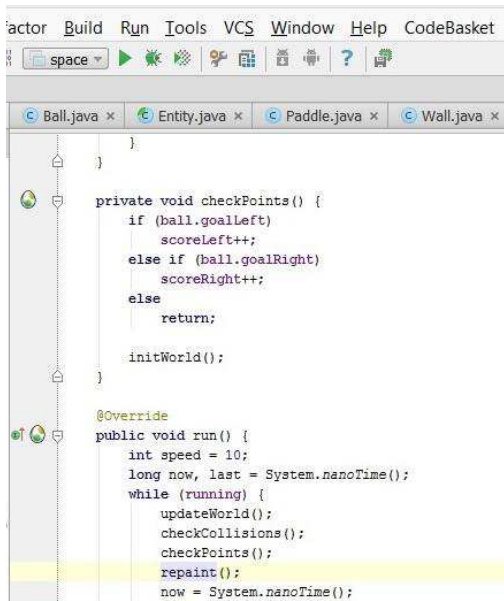 factor Build Run Tools VCS Window Help CodeBasket
space
Ball.java × Entity.java × Paddle.java × Wall.java ×
}
}
private void checkPoints() {
if (ball.goalLeft)
scoreLeft++;
else if (ball.goalRight)
scoreRight++;
else
return;
initWorld();
}
@Override
public void run() {
int speed = 10;
long now, last = System.nanoTime();
while (running) {
updateWorld();
checkCollisions();
checkPoints();
repaint();
now = System.nanoTime();